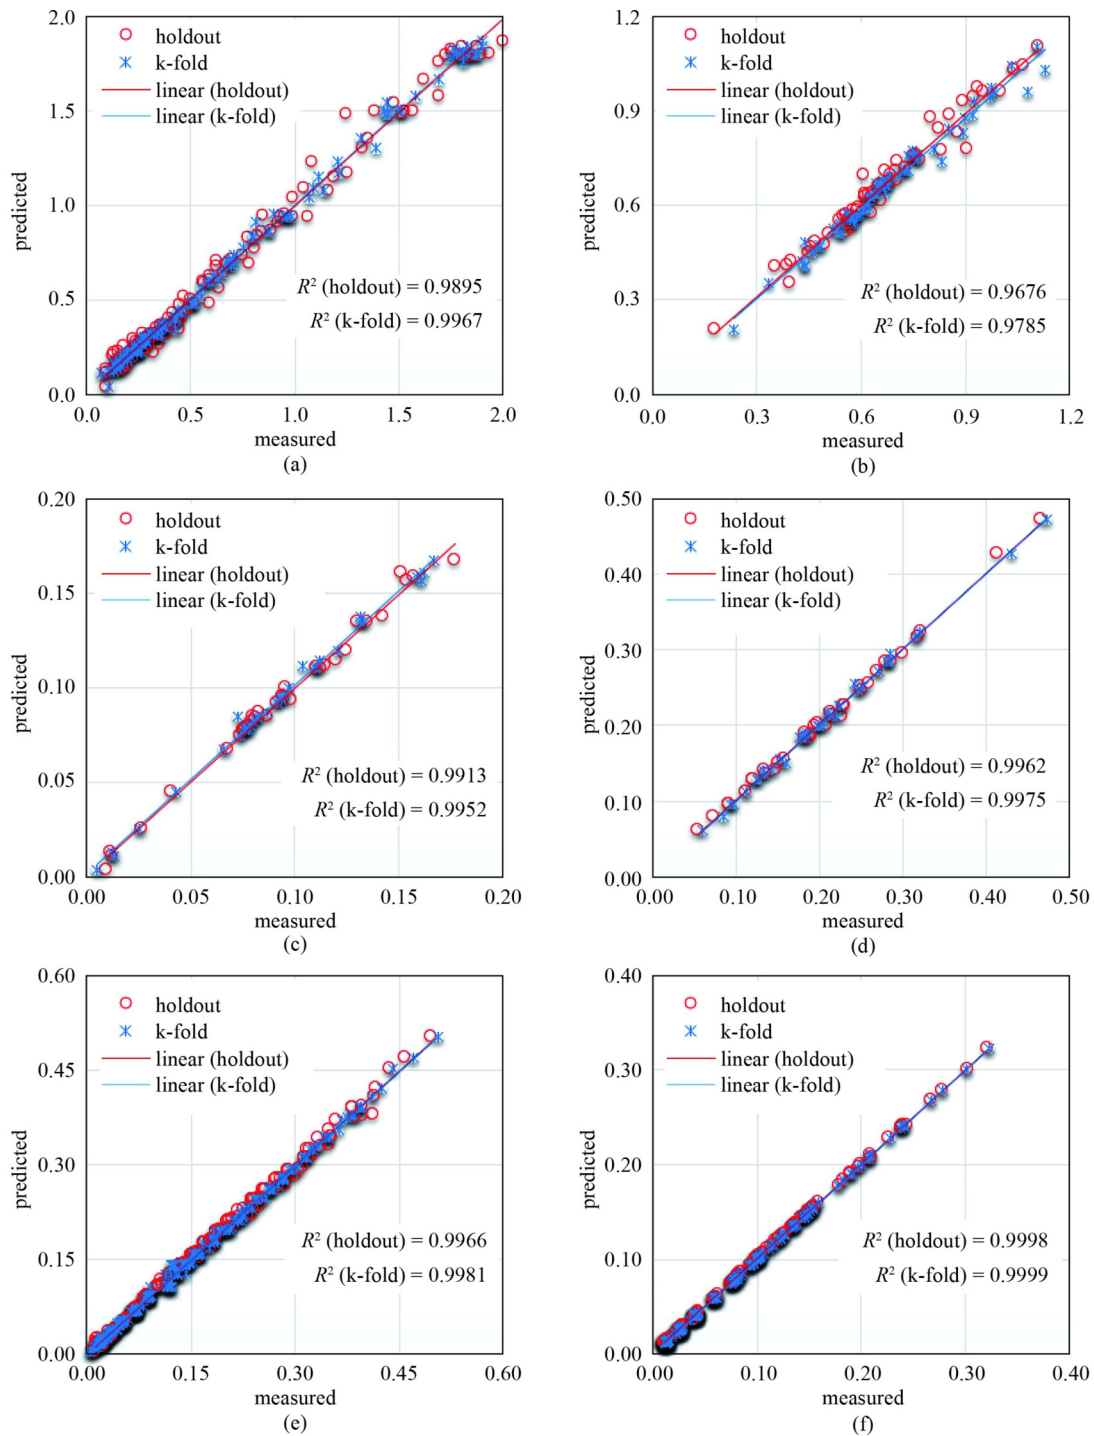 2.0
1.5
1.0
0.5
0.0
predicted
holdout
k-fold
linear (holdout)
linear (k-fold)
R² (holdout) = 0.9895
R² (k-fold) = 0.9967
0.0 0.5 1.0 1.5 2.0
measured
(a)
1.2
0.9
0.6
0.3
0.0
predicted
holdout
k-fold
linear (holdout)
linear (k-fold)
R² (holdout) = 0.9676
R² (k-fold) = 0.9785
0.0 0.3 0.6 0.9 1.2
measured
(b)
0.20
0.15
0.10
0.05
0.00
predicted
holdout
k-fold
linear (holdout)
linear (k-fold)
R² (holdout) = 0.9913
R² (k-fold) = 0.9952
0.00 0.05 0.10 0.15 0.20
measured
(c)
0.50
0.40
0.30
0.20
0.10
0.00
predicted
holdout
k-fold
linear (holdout)
linear (k-fold)
R² (holdout) = 0.9962
R² (k-fold) = 0.9975
0.00 0.10 0.20 0.30 0.40 0.50
measured
(d)
0.60
0.45
0.30
0.15
0.00
predicted
holdout
k-fold
linear (holdout)
linear (k-fold)
R² (holdout) = 0.9966
R² (k-fold) = 0.9981
0.00 0.15 0.30 0.45 0.60
measured
(e)
0.40
0.30
0.20
0.10
0.00
predicted
holdout
k-fold
linear (holdout)
linear (k-fold)
R² (holdout) = 0.9998
R² (k-fold) = 0.9999
0.00 0.10 0.20 0.30 0.40
measured
(f)